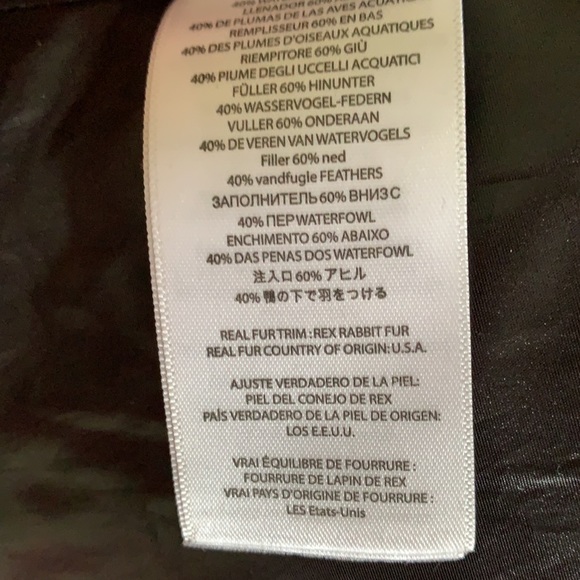 LLENADOR 60%
40% DE PLUMAS DE LAS AVES
REMPLISSEUR 60% EN BAS
40% DES PLUMES D'OISEAUX AQUATIQUES
RIEMPITORE 60% GIÙ
40% PIUME DEGLI UCCELLI ACQUATICI
FÜLLER 60% HINUNTER
40% WASSERVOGEL-FEDERN
VULLER 60% ONDERAAN
40% DE VEREN VAN WATERVOGELS
Filler 60% ned
40% vandfugle FEATHERS
ЗАПОЛНИТЕЛЬ 60% ВНИЗ С
40% ПЕР WATERFOWL
ENCHIMENTO 60% ABAIXO
40% DAS PENAS DOS WATERFOWL
注入口 60% アヒル
40% 鴨の下で羽をつける
REAL FUR TRIM : REX RABBIT FUR
REAL FUR COUNTRY OF ORIGIN: U.S.A.
AJUSTE VERDADERO DE LA PIEL:
PIEL DEL CONEJO DE REX
PAÍS VERDADERO DE LA PIEL DE ORIGEN:
LOS E.E.U.U.
VRAI ÉQUILIBRE DE FOURRURE :
FOURRURE DE LAPIN DE REX
VRAI PAYS D'ORIGINE DE FOURRURE :
LES Etats-Unis